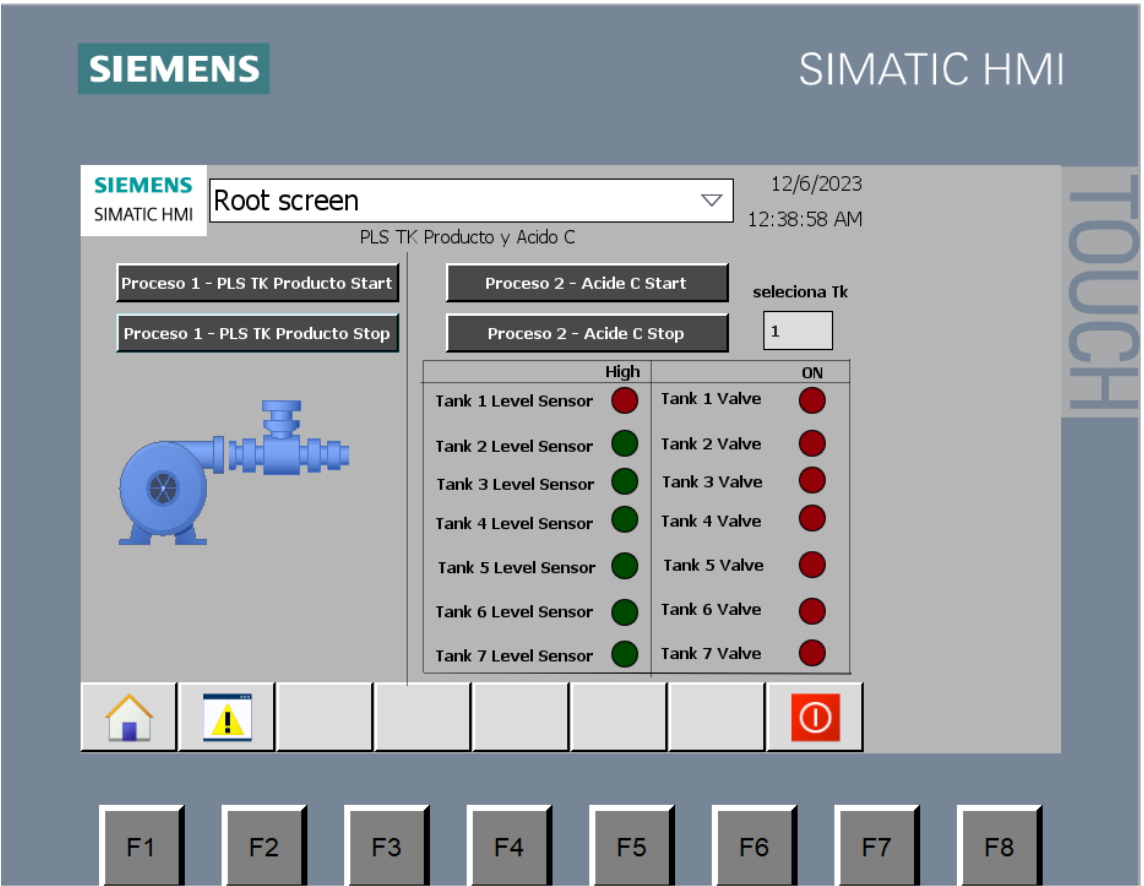 SIEMENS
SIMATIC HMI
TOUCH
SIEMENS
SIMATIC HMI
Root screen
12/6/2023
12:38:58 AM
PLS TK Producto y Acido C
Proceso 1 - PLS TK Producto Start
Proceso 2 - Acide C Start
seleciona Tk
Proceso 1 - PLS TK Producto Stop
Proceso 2 - Acide C Stop
1
High
ON
Tank 1 Level Sensor
Tank 1 Valve
Tank 2 Level Sensor
Tank 2 Valve
Tank 3 Level Sensor
Tank 3 Valve
Tank 4 Level Sensor
Tank 4 Valve
Tank 5 Level Sensor
Tank 5 Valve
Tank 6 Level Sensor
Tank 6 Valve
Tank 7 Level Sensor
Tank 7 Valve
F1 F2 F3 F4 F5 F6 F7 F8